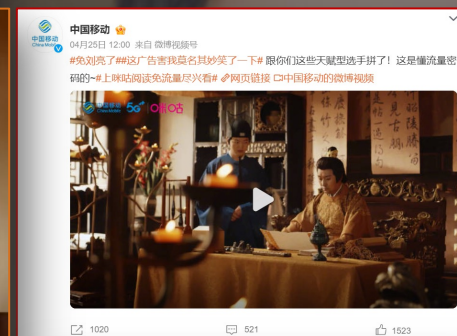 中国移动
China Mobile
中国移动
04月25日 12:00 来自 微博视频号
#免刘亮了##这广告害我莫名其妙笑了一下# 跟你们这些天赋型选手拼了！这是懂流量密
码的~#上咪咕阅读免流量尽兴看# 网页链接 中国移动的微博视频
中国移动 5G 咪咕
1020
521
1523